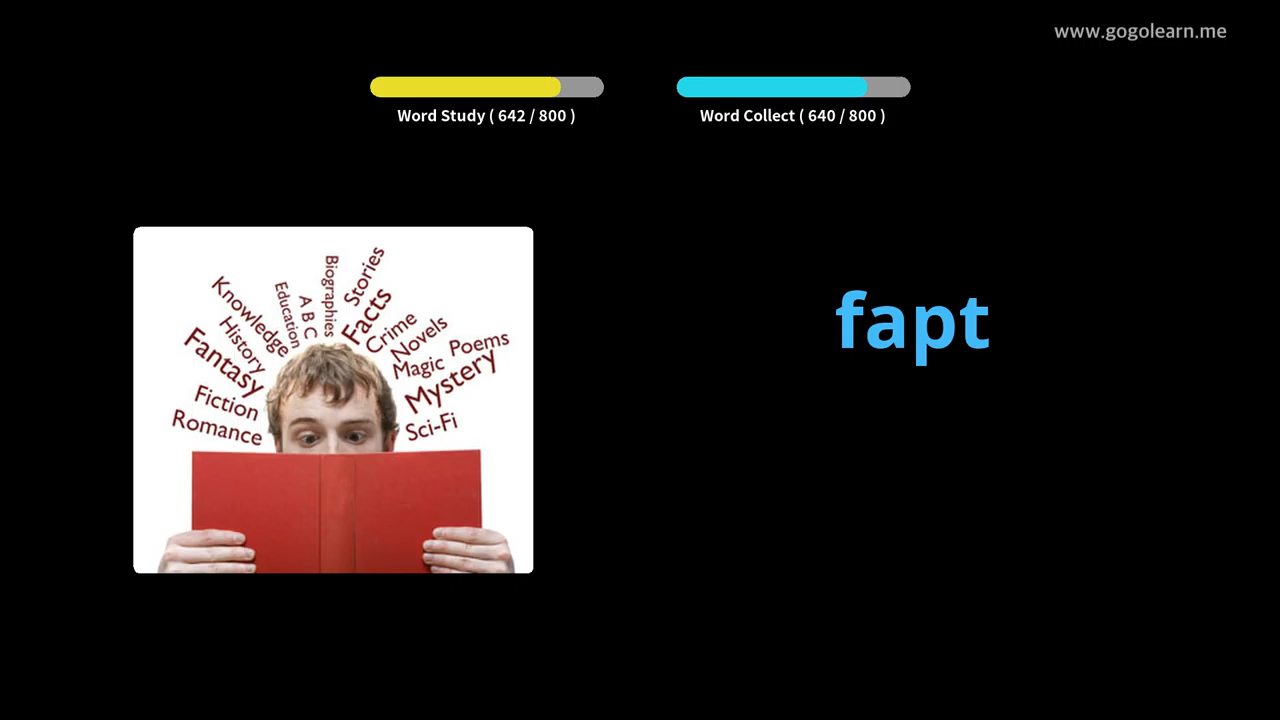 www.gogolearn.me
Word Study ( 642 / 800 )
Word Collect ( 640 / 800 )
Biographies
Stories
Education
A B C
Facts
Knowledge
Crime
History
Novels
Fantasy
Magic
Poems
Mystery
Fiction
Romance
Sci-Fi
fapt